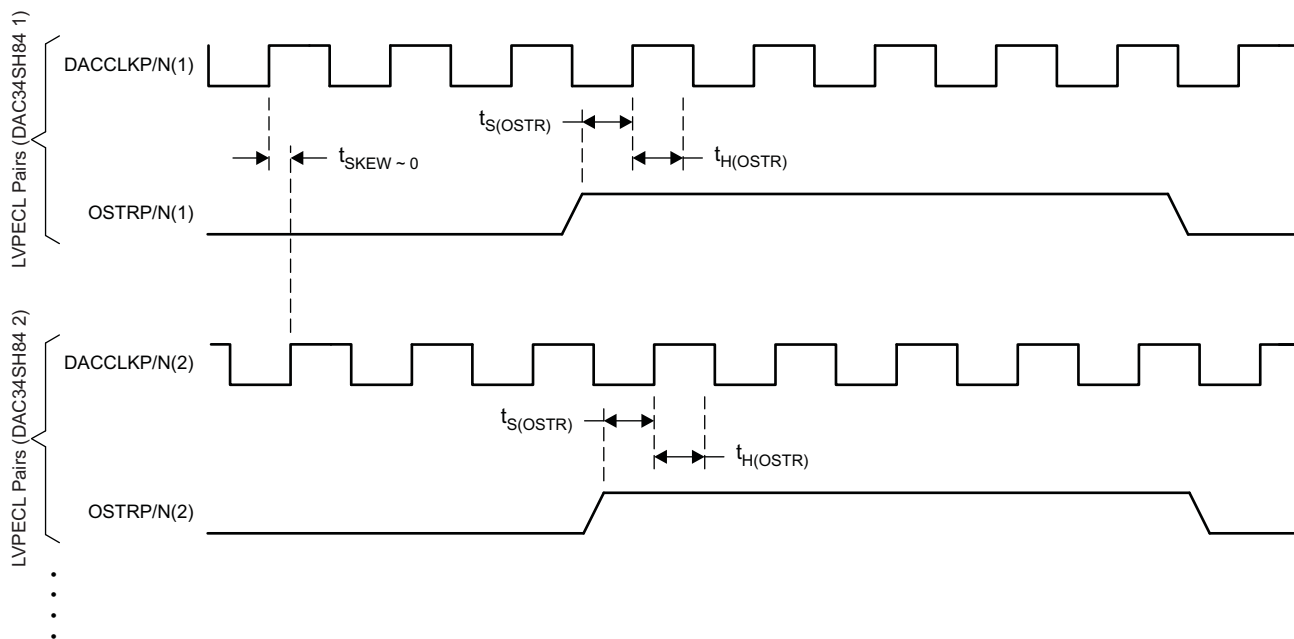 LVPECL Pairs (DAC34SH84 1)
DACCLKP/N(1)
tS(OSTR)
tH(OSTR)
tSKEW ~ 0
OSTRP/N(1)
LVPECL Pairs (DAC34SH84 2)
DACCLKP/N(2)
tS(OSTR)
tH(OSTR)
OSTRP/N(2)